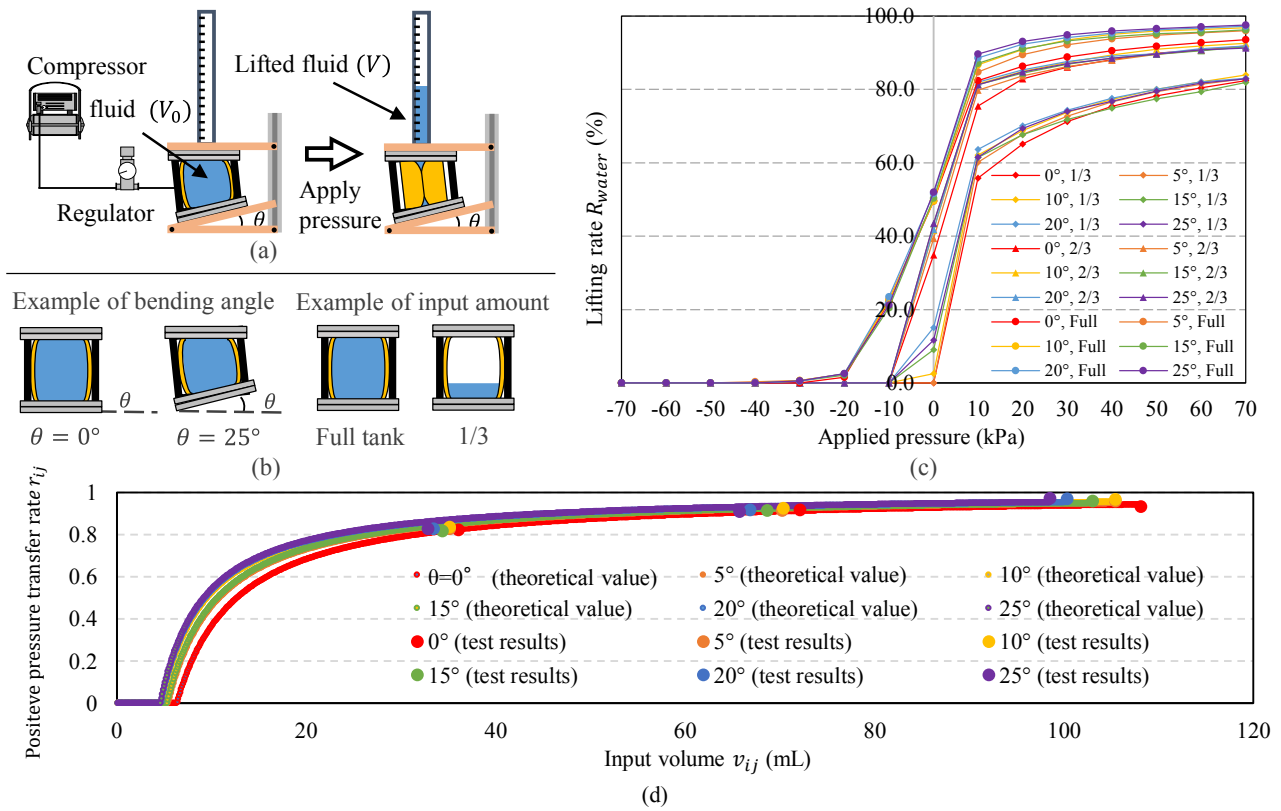 (a)
Compressor
fluid (V₀)
Lifted fluid (V)
Regulator
Apply
pressure
θ
θ
Example of bending angle
Example of input amount
θ
θ
θ = 0°
θ = 25°
Full tank
1/3
(b)
Lifting rate R_water (%)
100.0
80.0
60.0
40.0
20.0
0.0
0°, 1/3
5°, 1/3
10°, 1/3
15°, 1/3
20°, 1/3
25°, 1/3
0°, 2/3
5°, 2/3
10°, 2/3
15°, 2/3
20°, 2/3
25°, 2/3
0°, Full
5°, Full
10°, Full
15°, Full
20°, Full
25°, Full
-70 -60 -50 -40 -30 -20 -10 0 10 20 30 40 50 60 70
Applied pressure (kPa)
(c)
Positeve pressure transfer rate r_ij
1
0.8
0.6
0.4
0.2
0
θ=0° (theoretical value)
5° (theoretical value)
10° (theoretical value)
15° (theoretical value)
20° (theoretical value)
25° (theoretical value)
0° (test results)
5° (test results)
10° (test results)
15° (test results)
20° (test results)
25° (test results)
0 20 40 60 80 100 120
Input volume v_ij (mL)
(d)